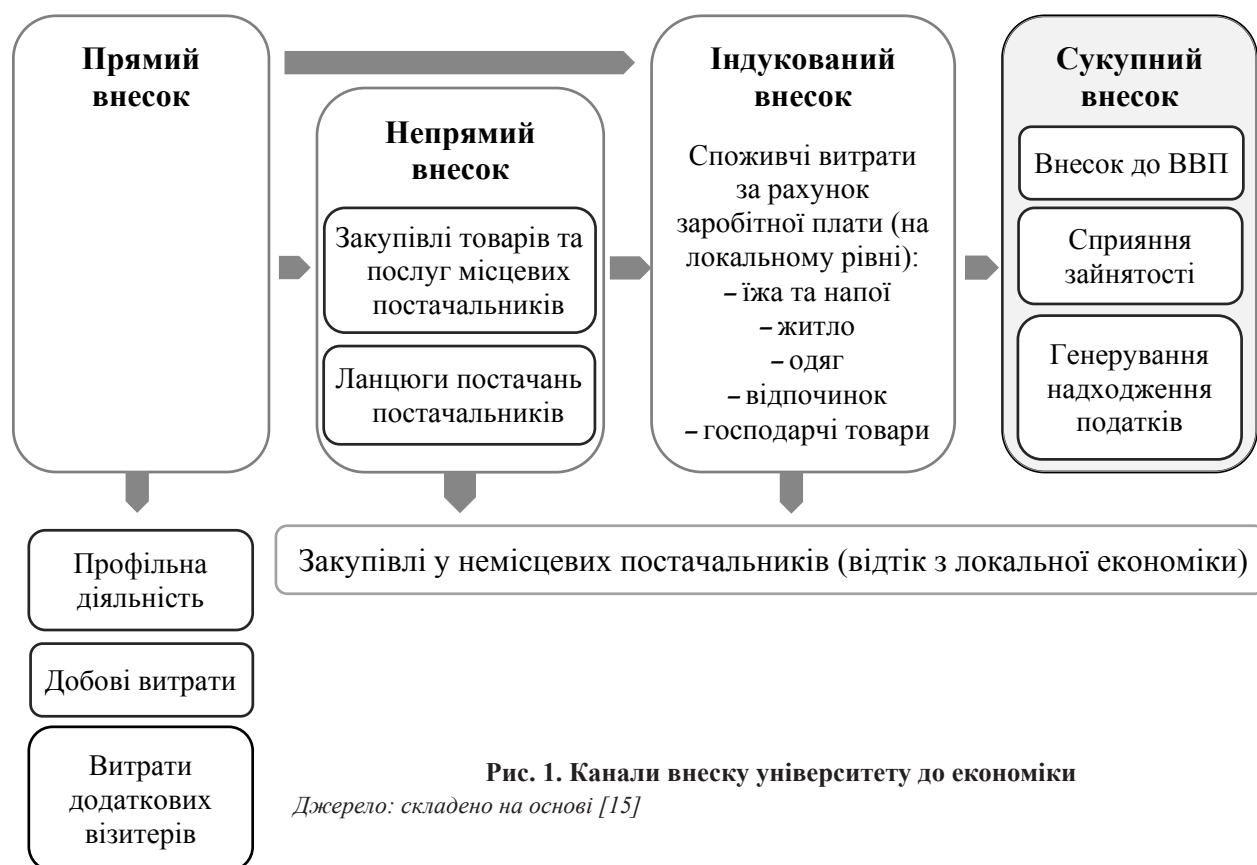 Прямий
внесок
Непрямий
внесок
Закупівлі товарів та
послуг місцевих
постачальників
Ланцюги постачань
постачальників
Індукований
внесок
Споживчі витрати
за рахунок
заробітної плати (на
локальному рівні):
– їжа та напої
– житло
– одяг
– відпочинок
– господарчі товари
Сукупний
внесок
Внесок до ВВП
Сприяння
зайнятості
Генерування
надходження
податків
Профільна
діяльність
Добові витрати
Витрати
додаткових
візитерів
Закупівлі у немісцевих постачальників (відтік з локальної економіки)
Рис. 1. Канали внеску університету до економіки
Джерело: складено на основі [15]